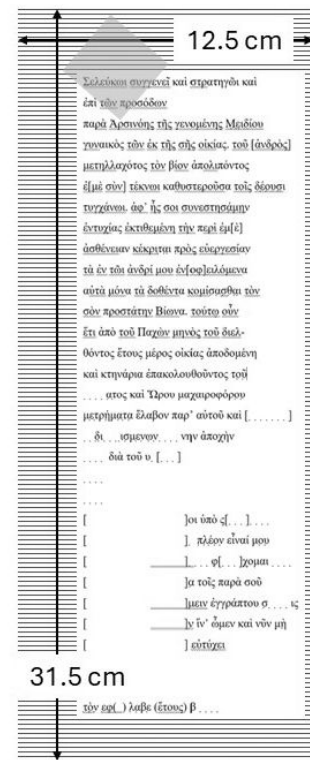 12.5 cm
Σελεύκωι συγγενεῖ καὶ στρατηγῶι καὶ
ἐπὶ τῶν προσόδων
παρὰ Ἀρσινόης τῆς γενομένης Μειδίου
γυναικὸς τῶν ἐκ τῆς σῆς οἰκίας. τοῦ [ἀνδρὸς]
μετηλλαχότος τὸν βίον ἀπολιπόντος
ἐ[μὲ σὺν] τέκνωι καθυστεροῦσα τοῖς δέουσι
τυγχάνωι. ἀφ’ ἧς σοι συνεστησάμην
ἐντυχίας ἐκτιθεμένη τὴν περὶ ἐμ[ὲ]
ἀσθένειαν κέκριται πρὸς εὐεργεσίαν
τὰ ἐν τῶι ἀνδρί μου ἐν[οφ]ειλόμενα
αὐτὰ μόνα τὰ δοθέντα κομίσασθαι τὸν
σὸν προστάτην Βίωνα. τούτω οὖν
ἔτι ἀπὸ τοῦ Παχὼν μηνὸς τοῦ διελ-
θόντος ἔτους μέρος οἰκίας ἀποδομένη
καὶ κτηνάρια ἐπακολουθοῦντος τοῦ
. . . . ατος καὶ Ὥρου μαχαιροφόρου
μετρήματα ἔλαβον παρ’ αὐτοῦ καὶ [. . . . . . . ]
. . δι. . . ισμενων. . . . νην ἀποχὴν
. . . . διὰ τοῦ υ. [. . . ]
. . . .
. . . .
[ ]οι ὑπὸ ς[. . . ]. . . .
[ ]. πλέον εἶναί μου
[ ]. . . . φ[. . . ]χομαι . . . .
[ ]α τοῖς παρὰ σοῦ
[ ]μειν ἐγγράπτου σ. . . . ις
[ ]ν ἵν’ ὦμεν καὶ νῦν μὴ
[ ] εὐτύχει
31.5 cm
τὸν εφ( ) λαβε (ἔτους) β . . . .